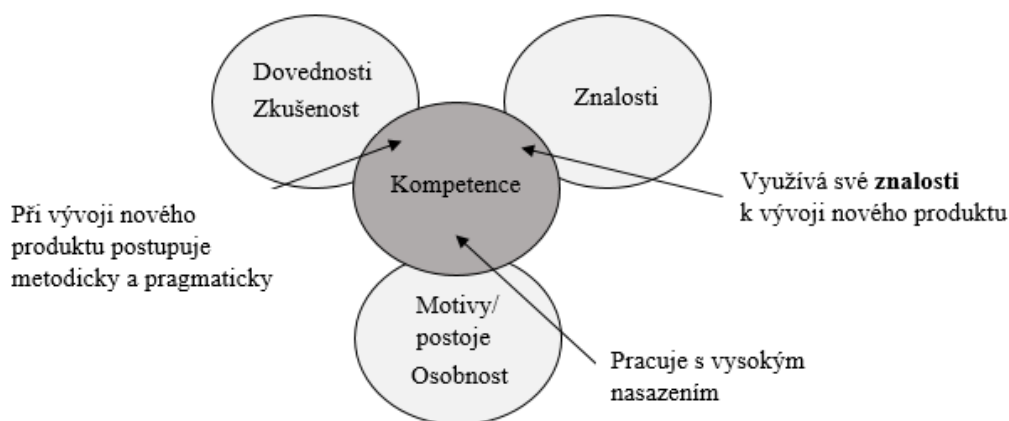 Dovednosti
Zkušenost
Znalosti
Kompetence
Při vývoji nového
produktu postupuje
metodicky a pragmaticky
Využívá své znalosti
k vývoji nového produktu
Motivy/
postoje
Osobnost
Pracuje s vysokým
nasazením